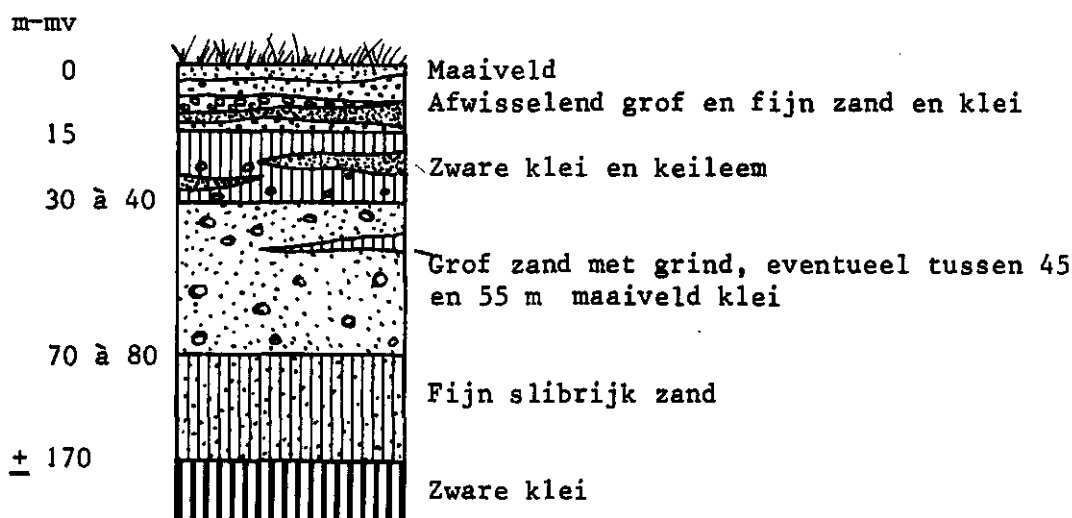 m-mv
0 Maaiveld
Afwisselend grof en fijn zand en klei
15
Zware klei en keileem
30 à 40
Grof zand met grind, eventueel tussen 45
en 55 m maaiveld klei
70 à 80
Fijn slibrijk zand
± 170
Zware klei